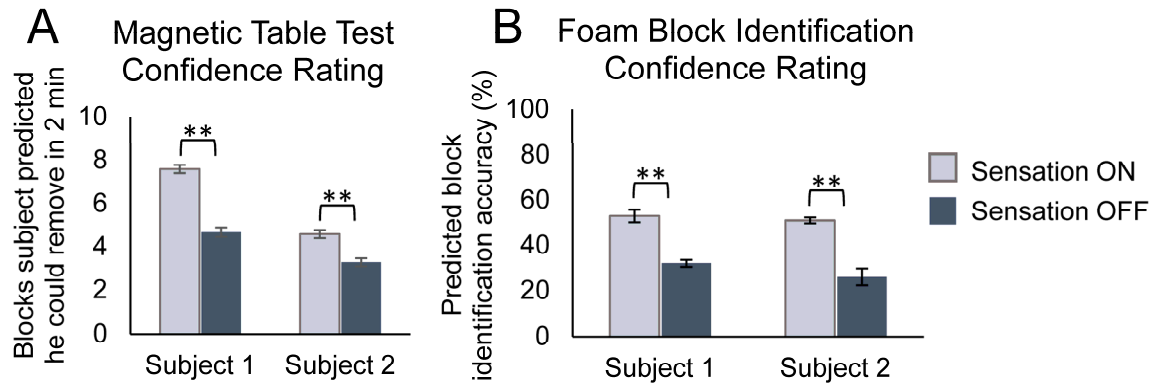 A
Magnetic Table Test
Confidence Rating
Blocks subject predicted
he could remove in 2 min
10
8
6
4
2
0
**
**
Subject 1
Subject 2
B
Foam Block Identification
Confidence Rating
Predicted block
identification accuracy (%)
100
80
60
40
20
0
**
**
Subject 1
Subject 2
Sensation ON
Sensation OFF